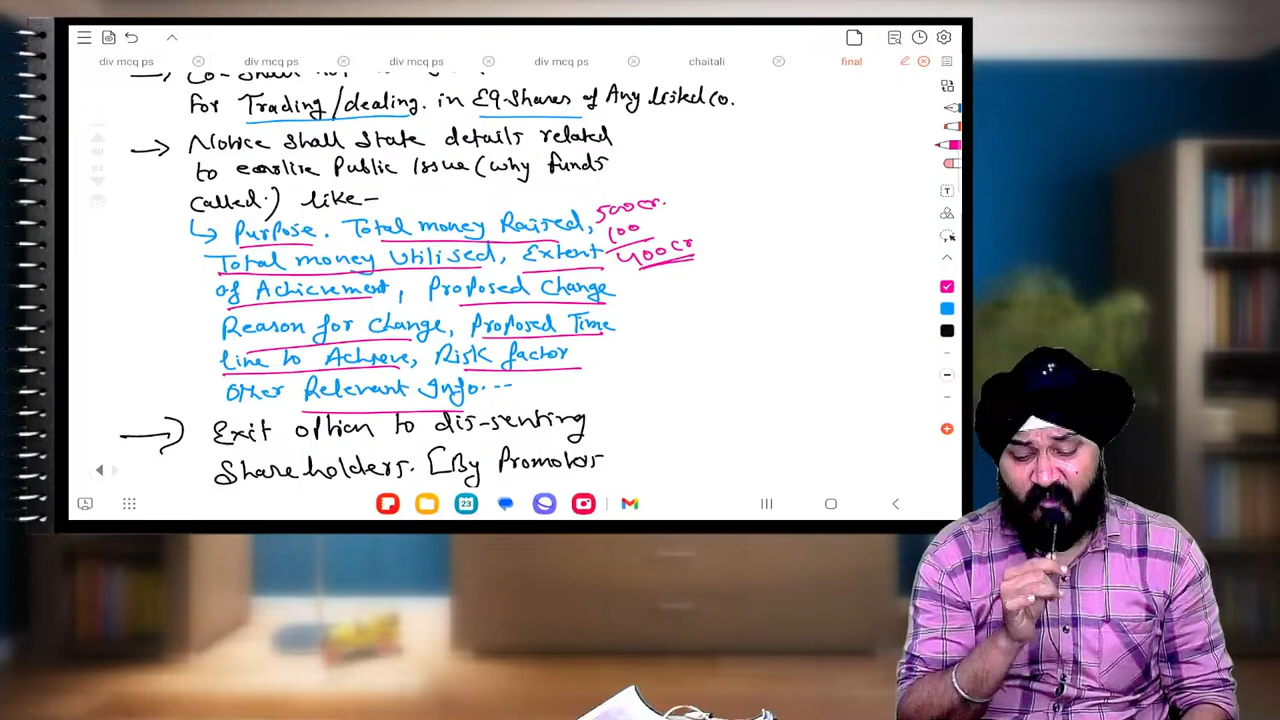 div mcq ps div mcq ps div mcq ps div mcq ps chaitali final
for Trading/dealing. in Eq. Shares of Any listed co.
→ Notice Shall State details related
to earlier Public Issue (why funds
called.) like-
↳ Purpose. Total money Raised, 500cr.
100
Total money Utilised, Extent 400cr
of Achievement, Proposed Change
Reason for change, Proposed Time
line to Achieve, Risk factor
other Relevant Info...
→ Exit option to dis-senting
Shareholders. [By Promotors
23